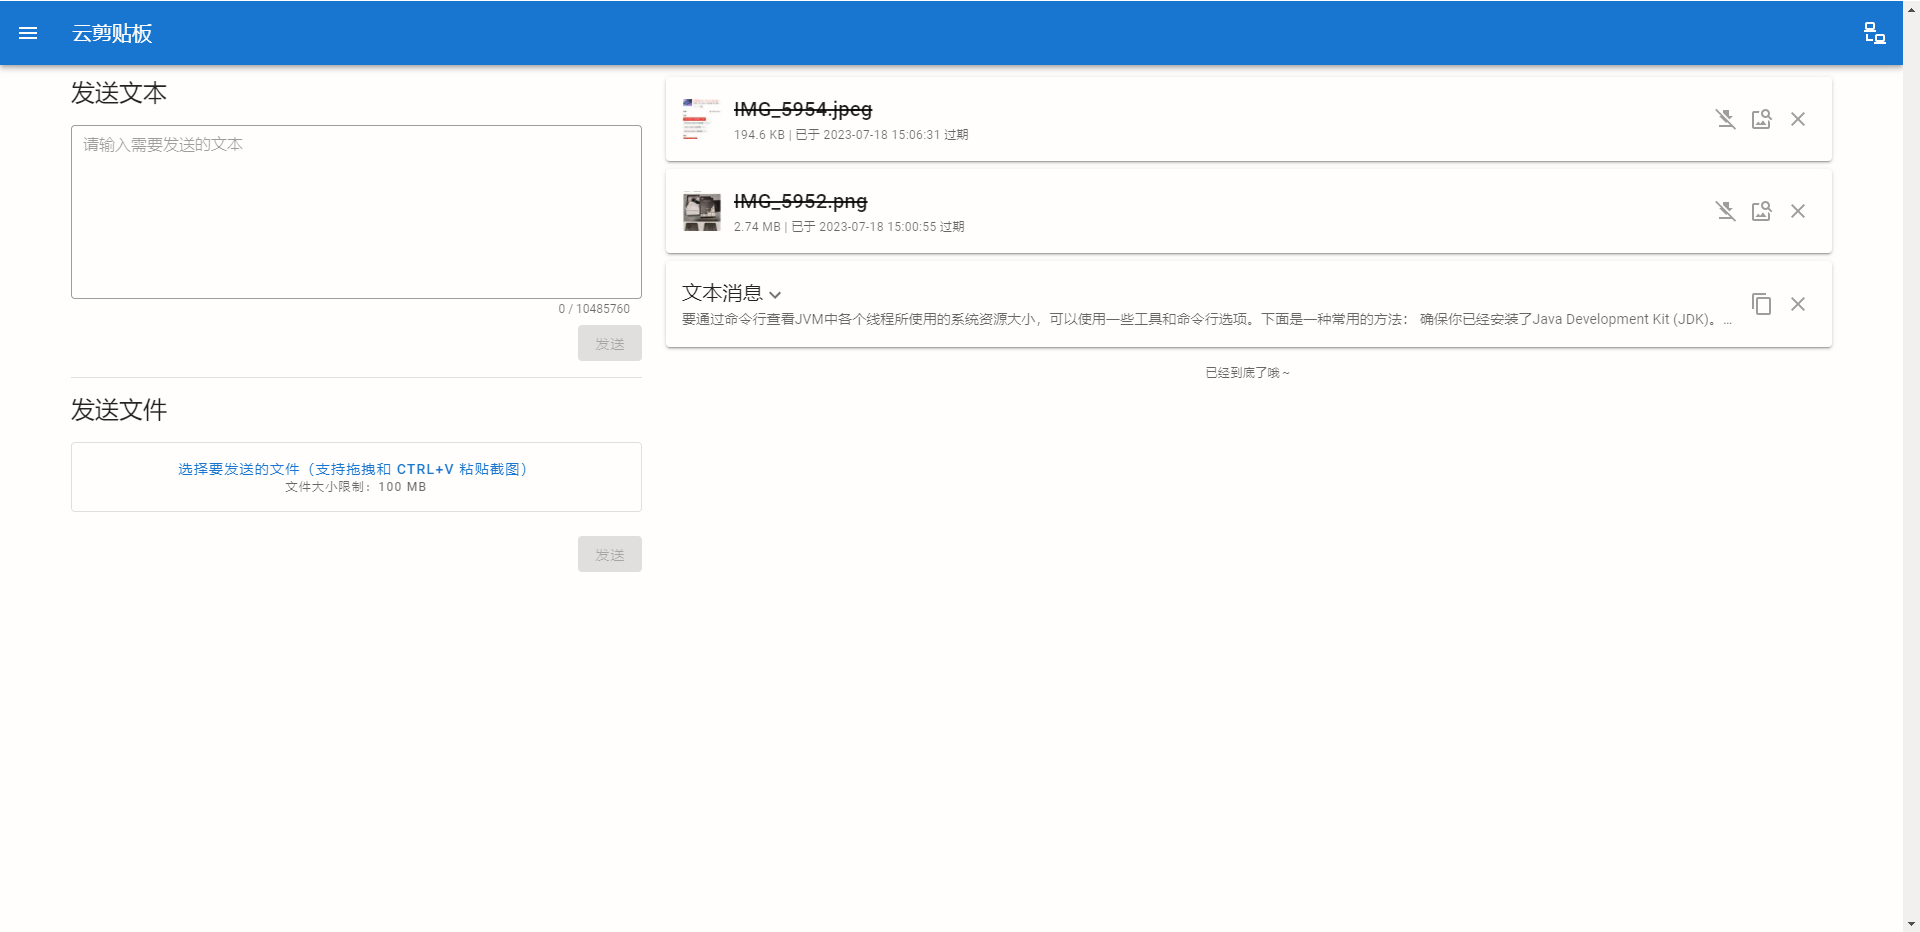 云剪贴板
发送文本
请输入需要发送的文本
0 / 10485760
发送
发送文件
选择要发送的文件（支持拖拽和 CTRL+V 粘贴截图）
文件大小限制：100 MB
发送
IMG_5954.jpeg
194.6 KB | 已于 2023-07-18 15:06:31 过期
IMG_5952.png
2.74 MB | 已于 2023-07-18 15:00:55 过期
文本消息
要通过命令行查看JVM中各个线程所使用的系统资源大小，可以使用一些工具和命令行选项。下面是一种常用的方法： 确保你已经安装了Java Development Kit (JDK)。...
已经到底了哦~